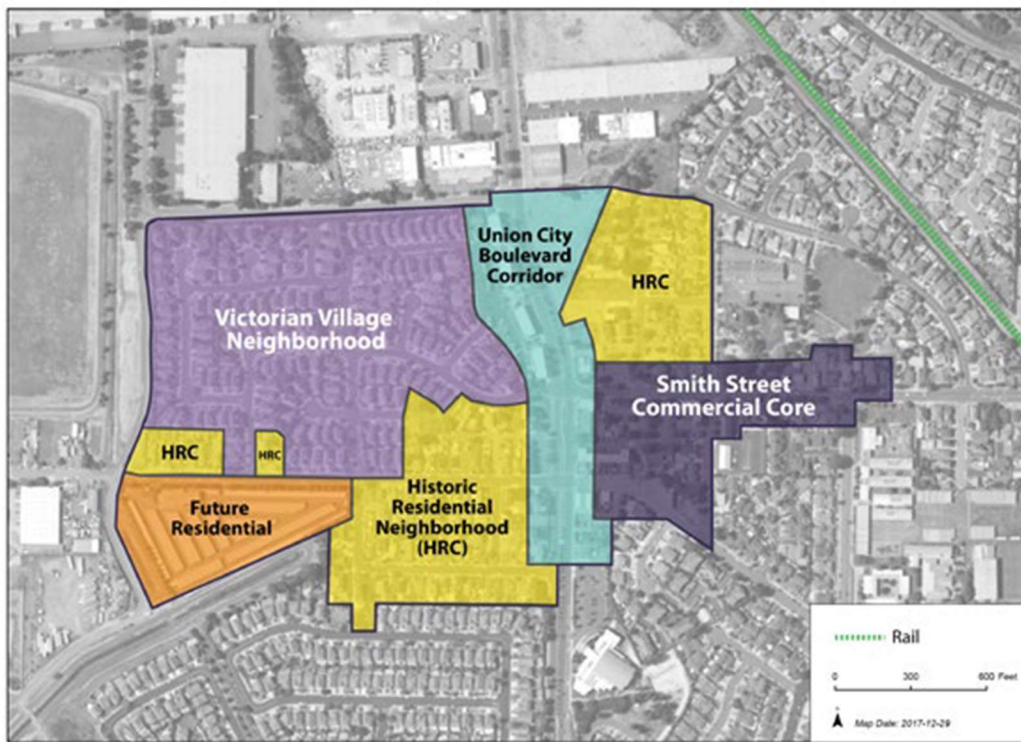 Union City
Boulevard
Corridor
HRC
Victorian Village
Neighborhood
Smith Street
Commercial Core
HRC
HRC
Historic
Residential
Neighborhood
(HRC)
Future
Residential
Rail
0 300 600 Feet
Map Date: 2017-12-29